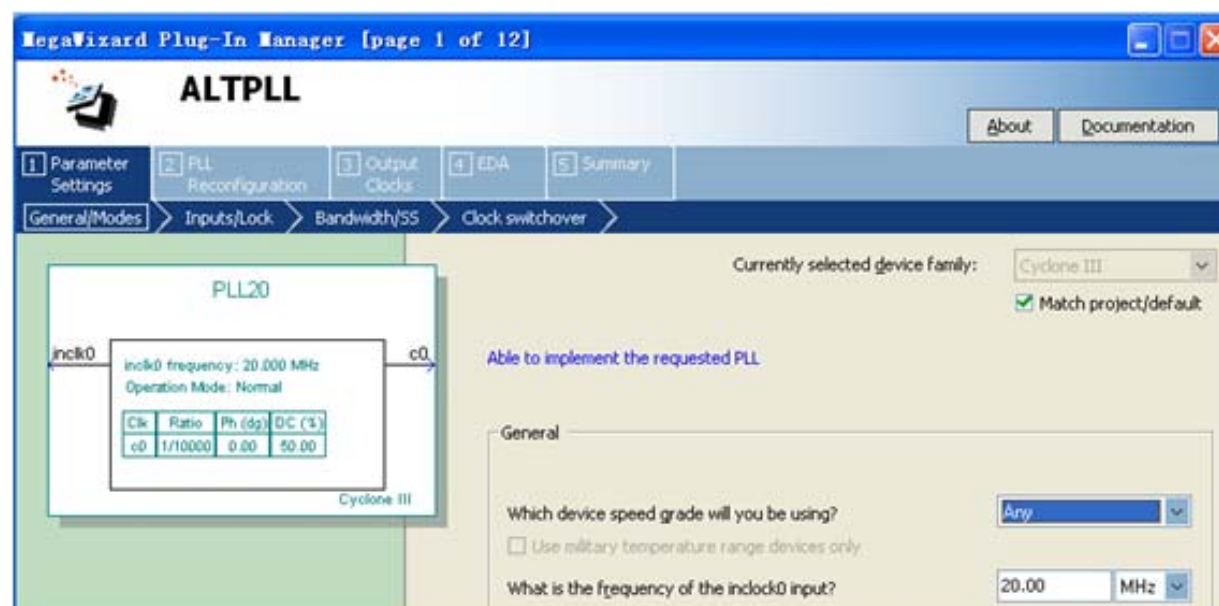 MegaWizard Plug-In Manager [page 1 of 12]
ALTPLL
About
Documentation
1 Parameter Settings
2 PLL Reconfiguration
3 Output Clocks
4 EDA
5 Summary
General/Modes
Inputs/Lock
Bandwidth/SS
Clock switchover
Currently selected device family:
Cyclone III
Match project/default
PLL20
inclk0
c0
inclk0 frequency: 20.000 MHz
Operation Mode: Normal
Clk Ratio Ph (dg) DC (%)
c0 1/10000 0.00 50.00
Cyclone III
Able to implement the requested PLL
General
Which device speed grade will you be using?
Any
Use military temperature range devices only
What is the frequency of the inclock0 input?
20.00
MHz